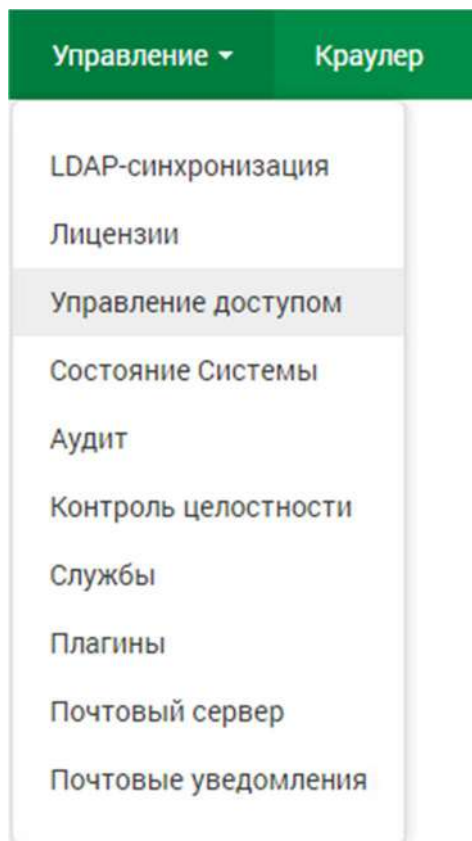 Управление Краулер
LDAP-синхронизация
Лицензии
Управление доступом
Состояние Системы
Аудит
Контроль целостности
Службы
Плагины
Почтовый сервер
Почтовые уведомления